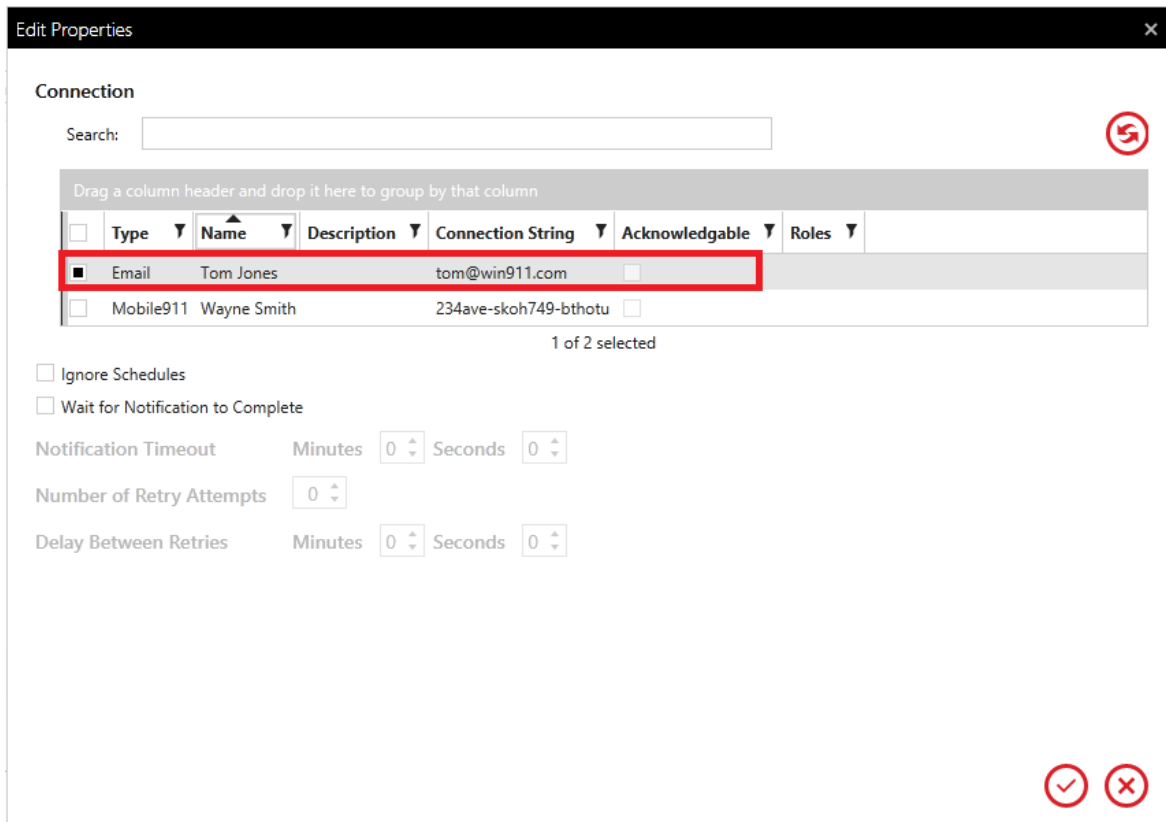 Edit Properties
Connection
Search:
Drag a column header and drop it here to group by that column
Type Name Description Connection String Acknowledgable Roles
Email Tom Jones tom@win911.com
Mobile911 Wayne Smith 234ave-skoh749-bthotu
1 of 2 selected
Ignore Schedules
Wait for Notification to Complete
Notification Timeout Minutes 0 Seconds 0
Number of Retry Attempts 0
Delay Between Retries Minutes 0 Seconds 0